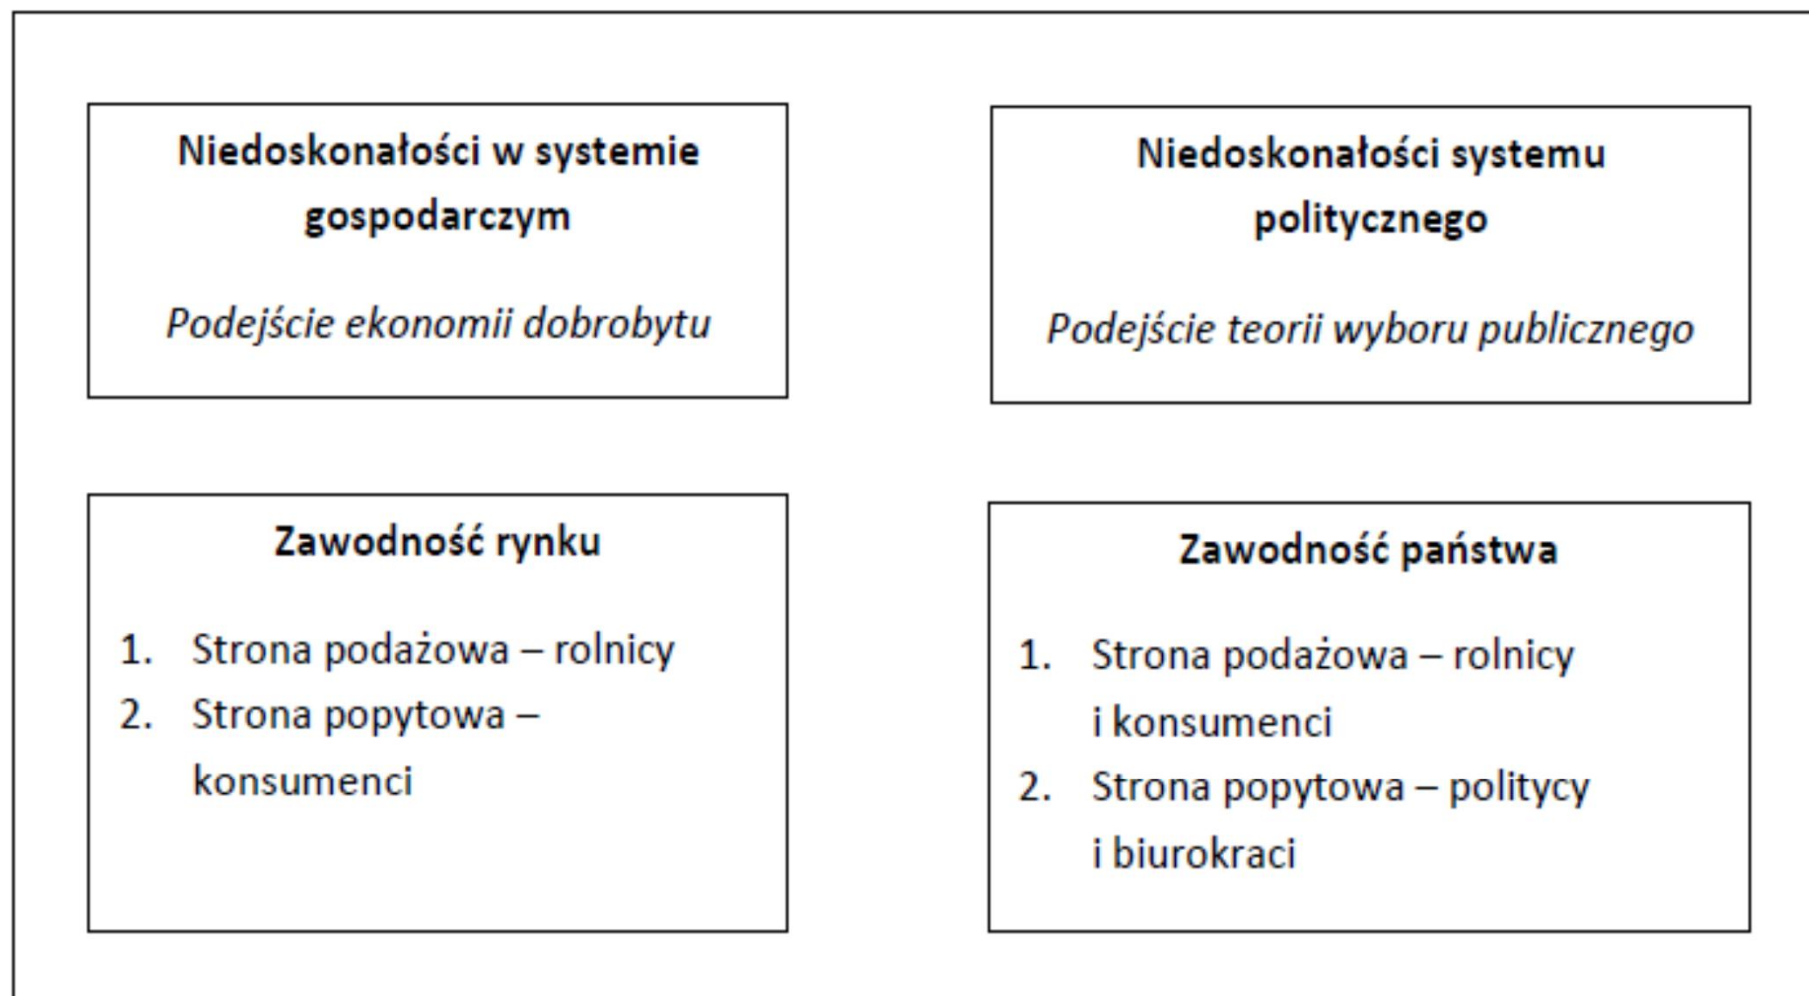 Niedoskonałości w systemie
gospodarczym
Podejście ekonomii dobrobytu
Niedoskonałości systemu
politycznego
Podejście teorii wyboru publicznego
Zawodność rynku
1. Strona podażowa – rolnicy
2. Strona popytowa –
konsumenci
Zawodność państwa
1. Strona podażowa – rolnicy
i konsumenci
2. Strona popytowa – politycy
i biurokraci